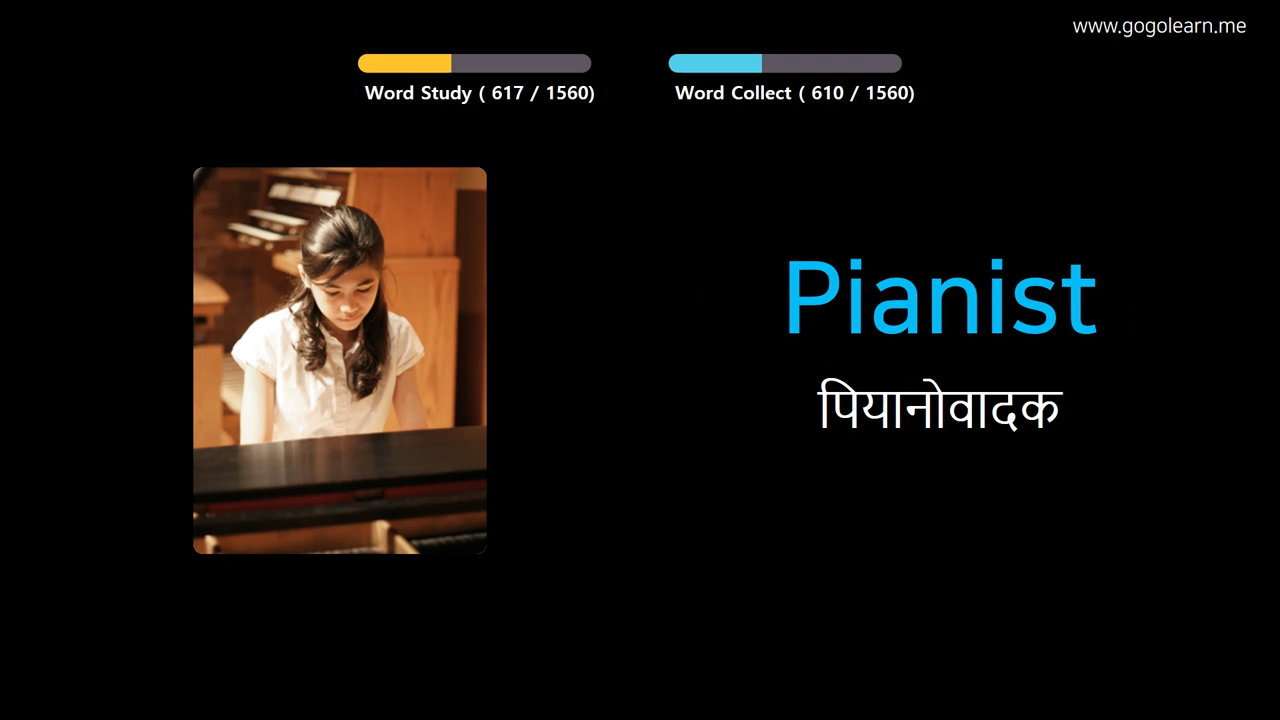 www.gogolearn.me
Word Study ( 617 / 1560)
Word Collect ( 610 / 1560)
Pianist
पियानोवादक